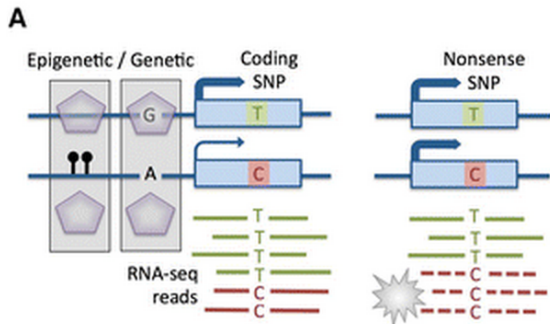 A
Epigenetic / Genetic
Coding
SNP
Nonsense
SNP
G
T
T
A
C
C
T
T
T
T
T
T
T
RNA-seq
reads
C
C
C
C
C